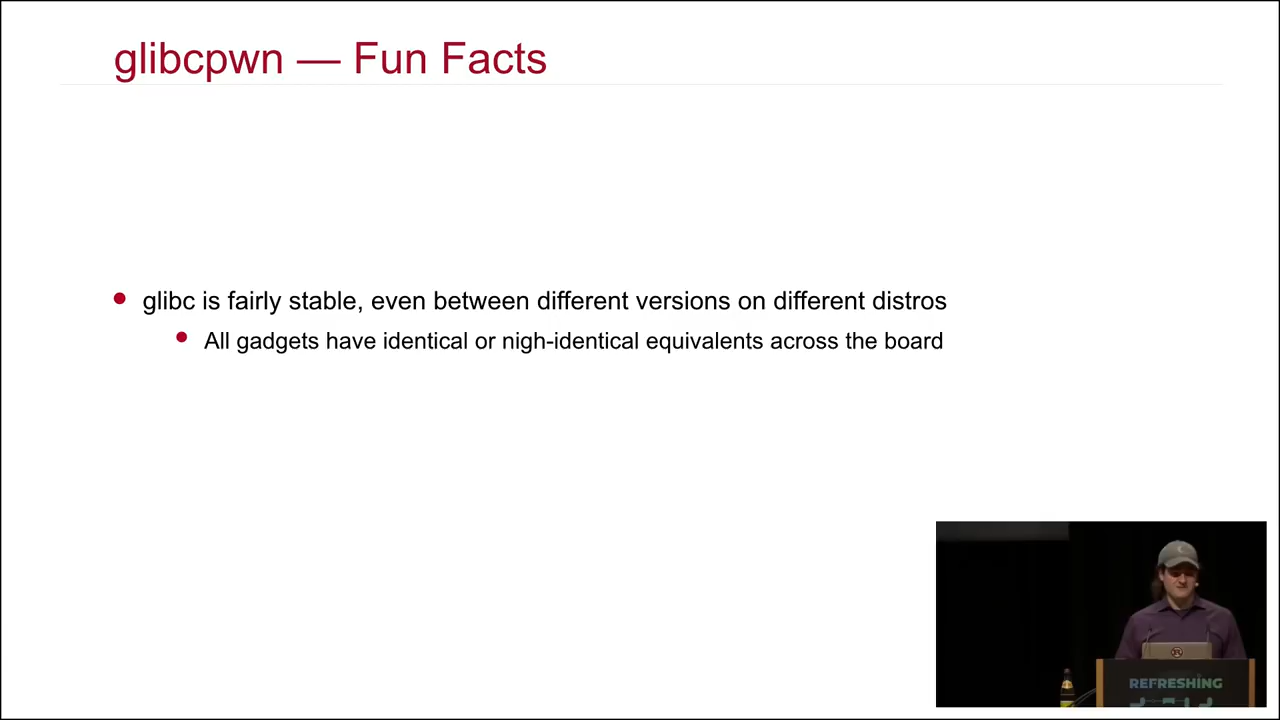 glibcpwn — Fun Facts
glibc is fairly stable, even between different versions on different distros
All gadgets have identical or nigh-identical equivalents across the board
REFRESHING